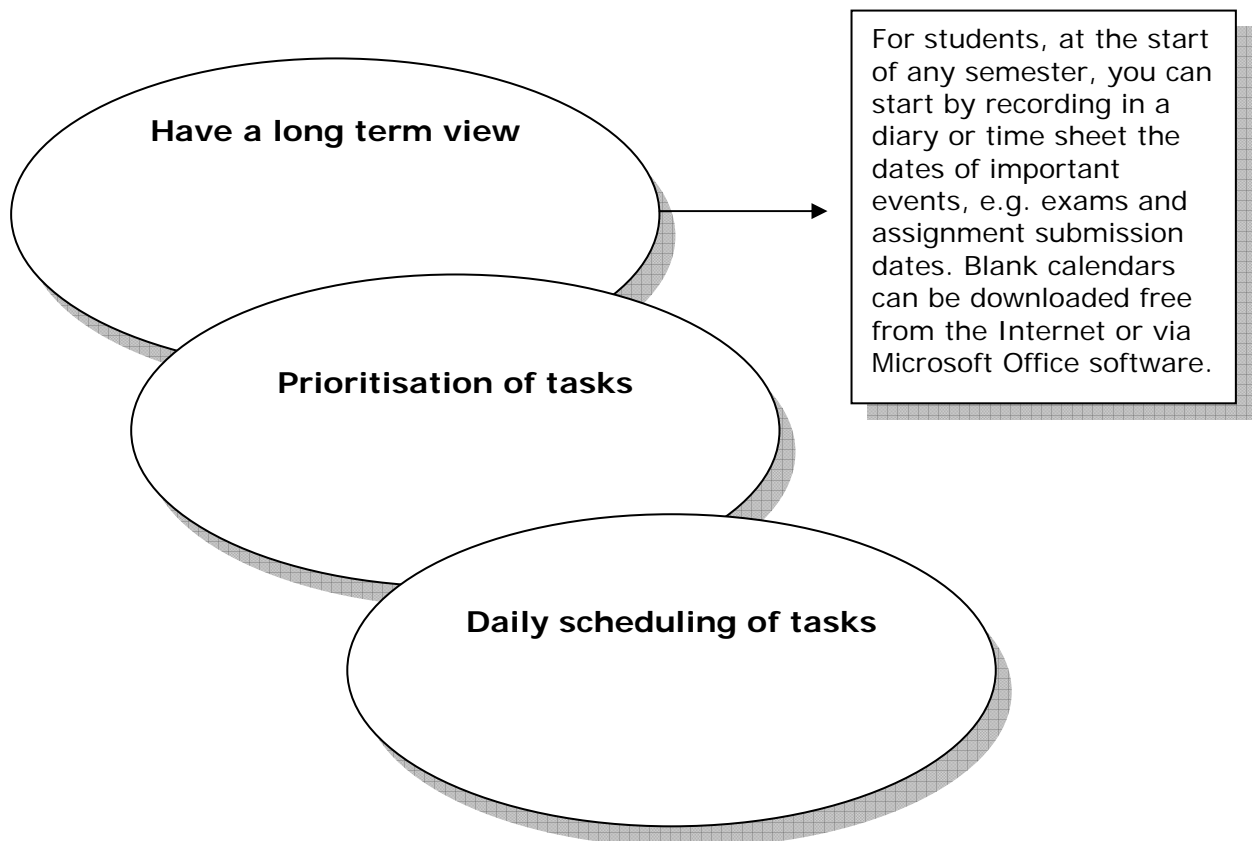 Have a long term view
For students, at the start
of any semester, you can
start by recording in a
diary or time sheet the
dates of important
events, e.g. exams and
assignment submission
dates. Blank calendars
can be downloaded free
from the Internet or via
Microsoft Office software.
Prioritisation of tasks
Daily scheduling of tasks